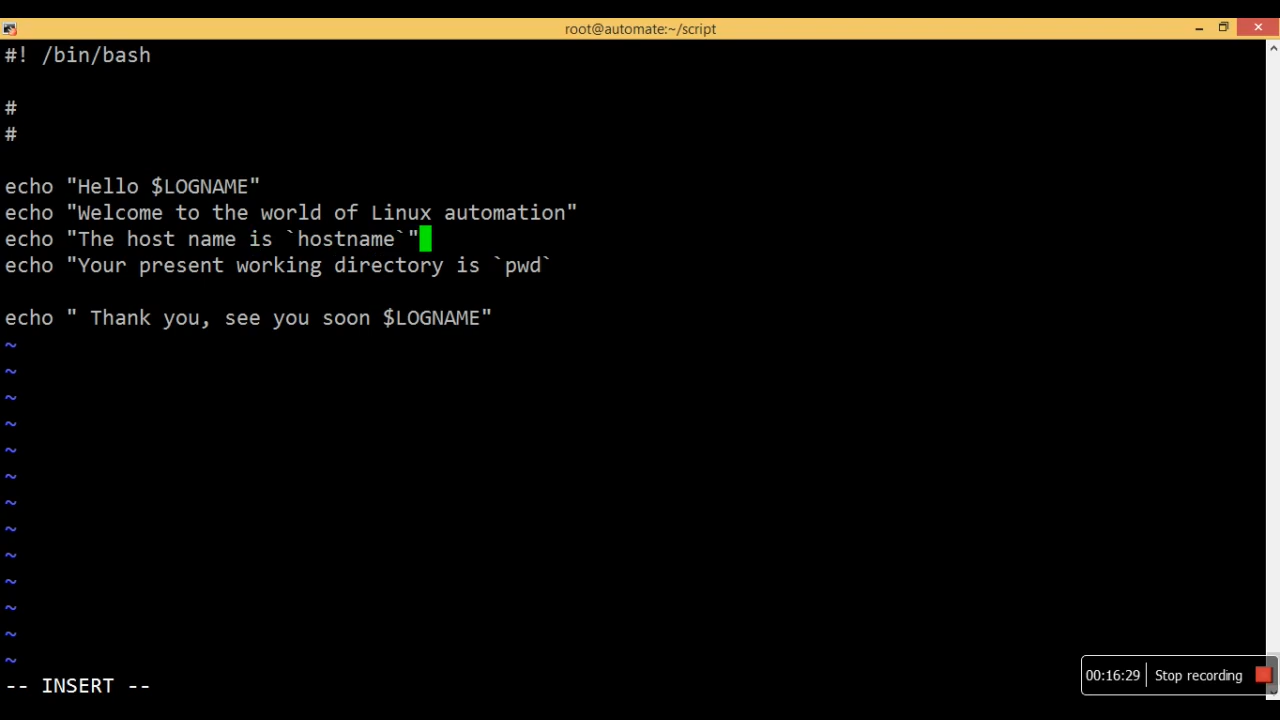 root@automate:~/script
#! /bin/bash
#
#
echo "Hello $LOGNAME"
echo "Welcome to the world of Linux automation"
echo "The host name is `hostname`"
echo "Your present working directory is `pwd`
echo " Thank you, see you soon $LOGNAME"
~
~
~
~
~
~
~
~
~
~
~
~
~
-- INSERT --
00:16:29 Stop recording